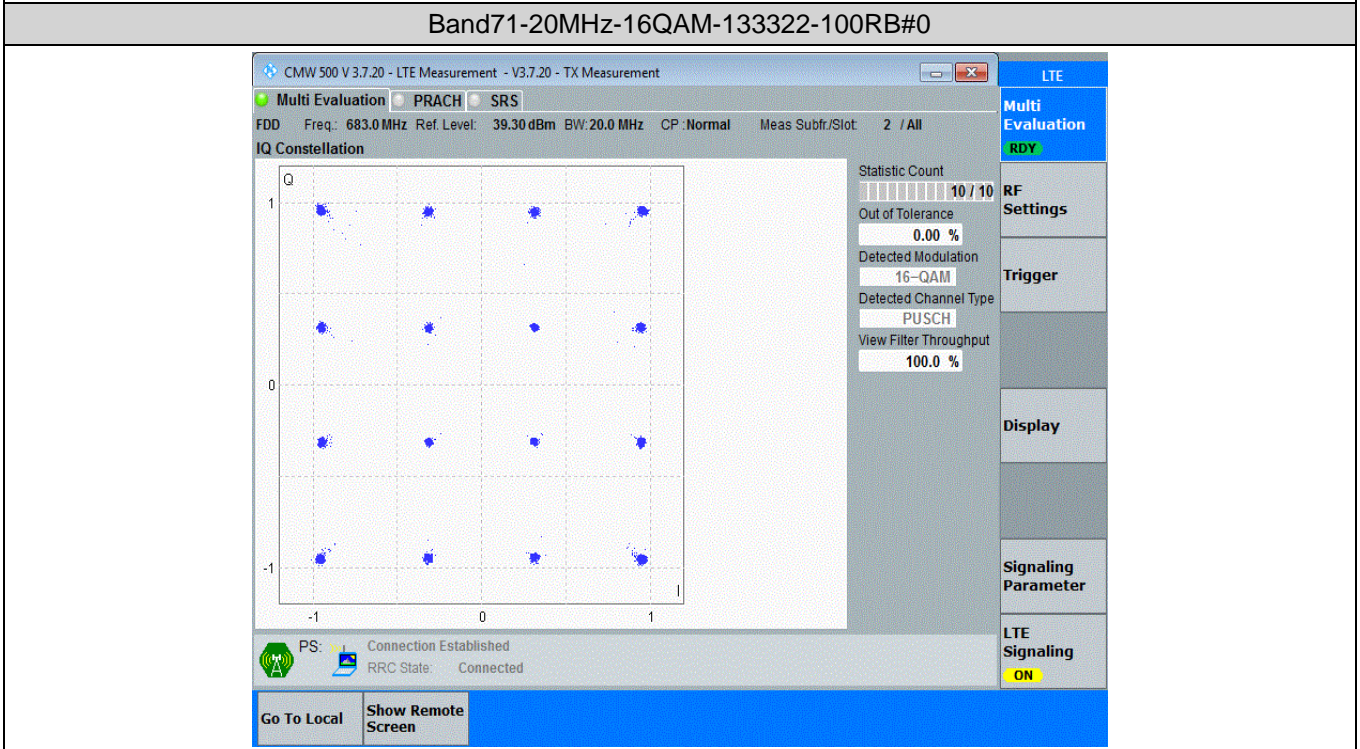 Band71-20MHz-16QAM-133322-100RB#0
CMW 500 V 3.7.20 - LTE Measurement - V3.7.20 - TX Measurement
LTE
Multi Evaluation PRACH SRS
FDD Freq.: 683.0 MHz Ref. Level: 39.30 dBm BW: 20.0 MHz CP : Normal Meas Subfr./Slot: 2 / All
IQ Constellation
Multi
Evaluation
RDY
Q
1
0
-1
-1 0 1
I
Statistic Count
10 / 10
Out of Tolerance
0.00 %
Detected Modulation
16-QAM
Detected Channel Type
PUSCH
View Filter Throughput
100.0 %
RF
Settings
Trigger
Display
Signaling
Parameter
LTE
Signaling
ON
PS: Connection Established
RRC State: Connected
Go To Local
Show Remote
Screen